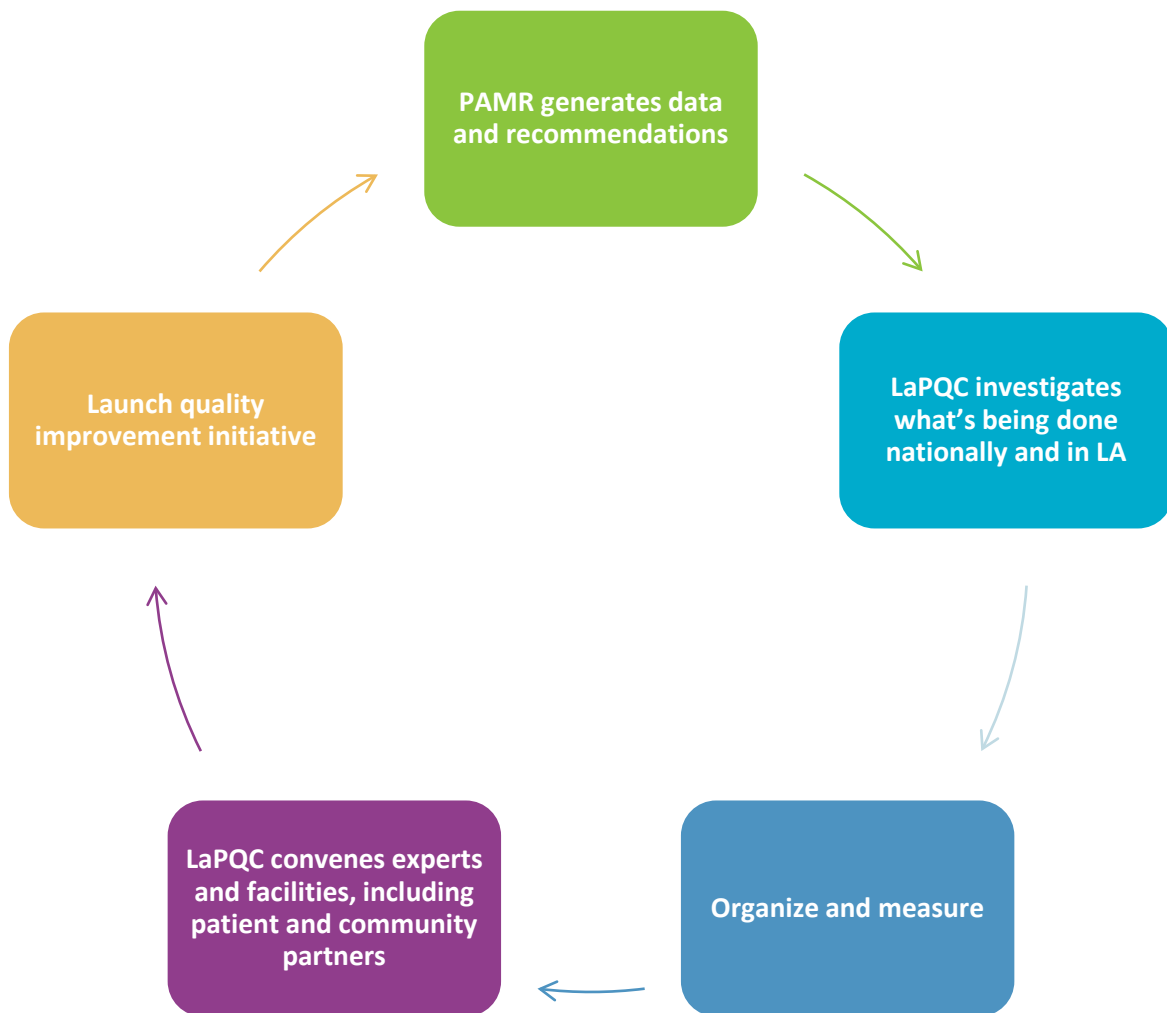 PAMR generates data
and recommendations
LaPQC investigates
what's being done
nationally and in LA
Organize and measure
LaPQC convenes experts
and facilities, including
patient and community
partners
Launch quality
improvement initiative